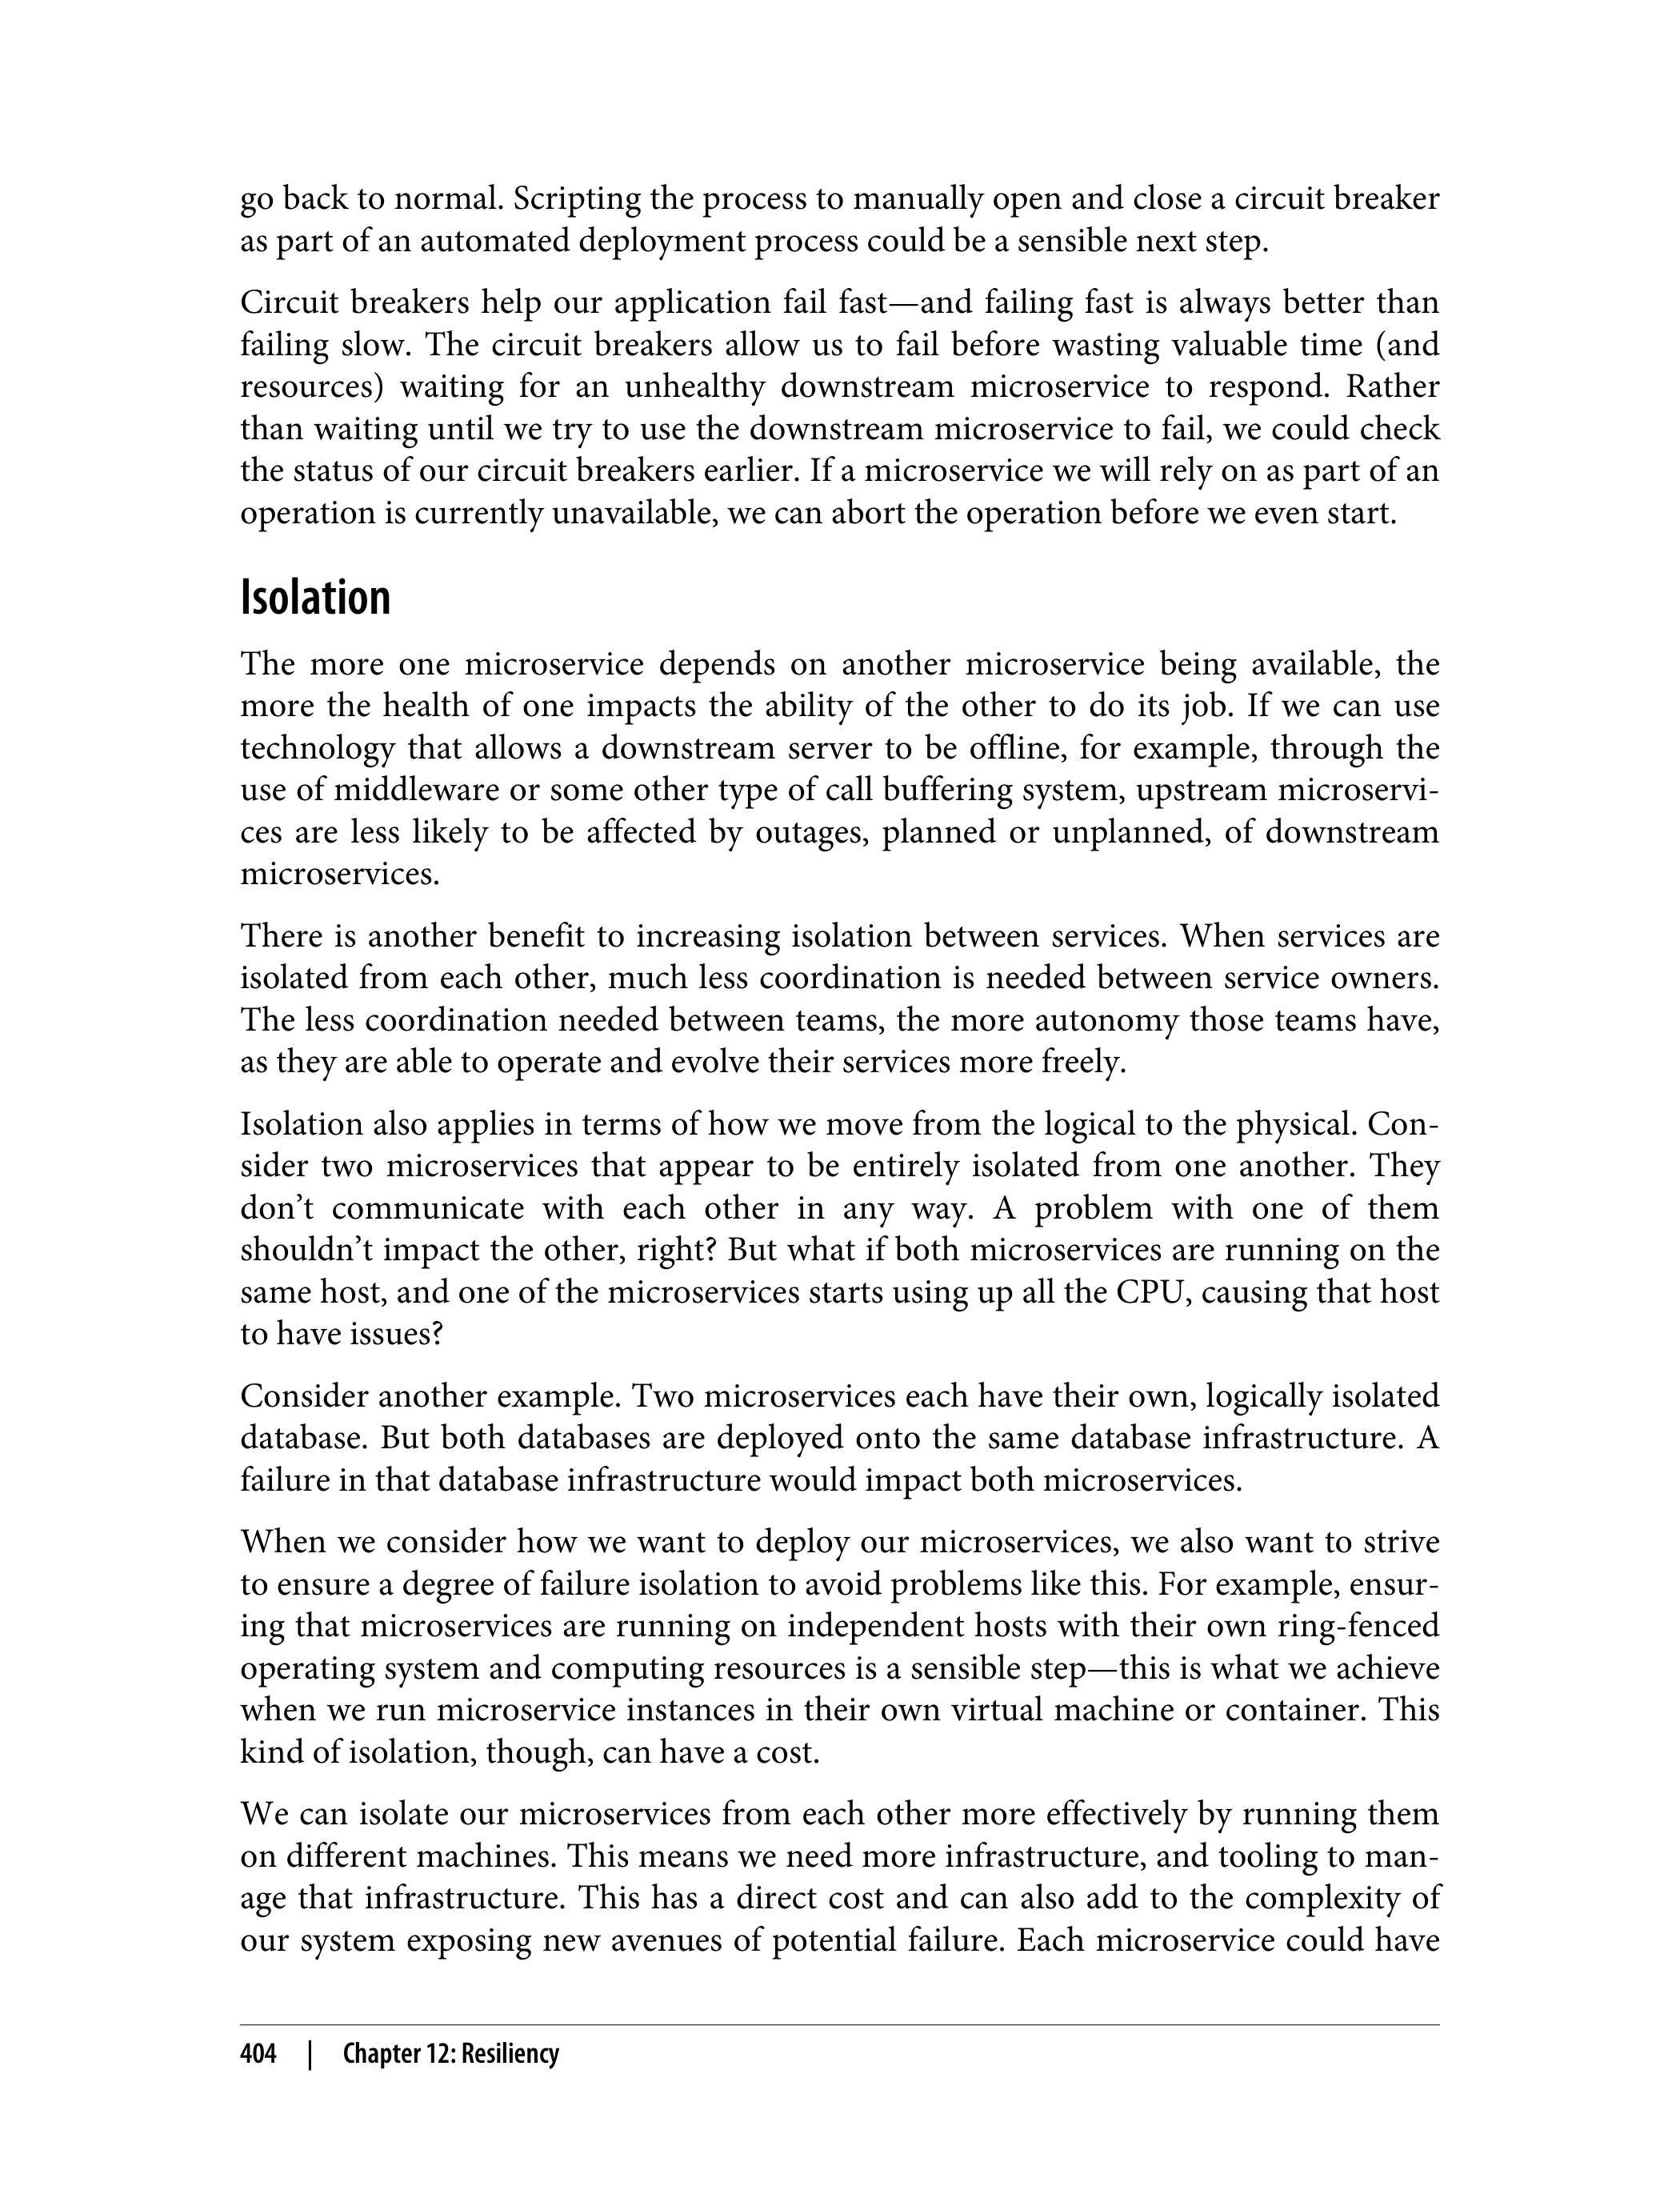 go back to normal. Scripting the process to manually open and close a circuit breaker
as part of an automated deployment process could be a sensible next step.
Circuit breakers help our application fail fast—and failing fast is always better than
failing slow. The circuit breakers allow us to fail before wasting valuable time (and
resources) waiting for an unhealthy downstream microservice to respond. Rather
than waiting until we try to use the downstream microservice to fail, we could check
the status of our circuit breakers earlier. If a microservice we will rely on as part of an
operation is currently unavailable, we can abort the operation before we even start.
Isolation
The more one microservice depends on another microservice being available, the
more the health of one impacts the ability of the other to do its job. If we can use
technology that allows a downstream server to be offline, for example, through the
use of middleware or some other type of call buffering system, upstream microservi-
ces are less likely to be affected by outages, planned or unplanned, of downstream
microservices.
There is another benefit to increasing isolation between services. When services are
isolated from each other, much less coordination is needed between service owners.
The less coordination needed between teams, the more autonomy those teams have,
as they are able to operate and evolve their services more freely.
Isolation also applies in terms of how we move from the logical to the physical. Con-
sider two microservices that appear to be entirely isolated from one another. They
don’t communicate with each other in any way. A problem with one of them
shouldn’t impact the other, right? But what if both microservices are running on the
same host, and one of the microservices starts using up all the CPU, causing that host
to have issues?
Consider another example. Two microservices each have their own, logically isolated
database. But both databases are deployed onto the same database infrastructure. A
failure in that database infrastructure would impact both microservices.
When we consider how we want to deploy our microservices, we also want to strive
to ensure a degree of failure isolation to avoid problems like this. For example, ensur-
ing that microservices are running on independent hosts with their own ring-fenced
operating system and computing resources is a sensible step—this is what we achieve
when we run microservice instances in their own virtual machine or container. This
kind of isolation, though, can have a cost.
We can isolate our microservices from each other more effectively by running them
on different machines. This means we need more infrastructure, and tooling to man-
age that infrastructure. This has a direct cost and can also add to the complexity of
our system exposing new avenues of potential failure. Each microservice could have
404 | Chapter 12: Resiliency